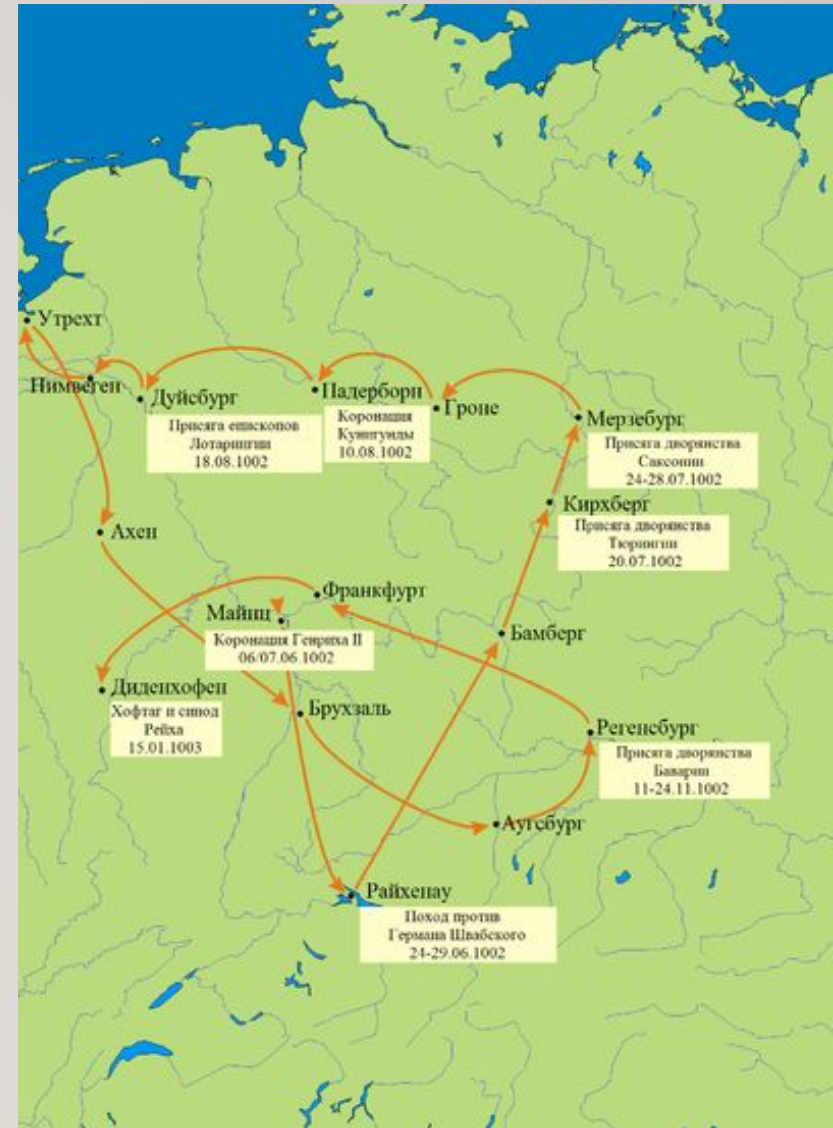 Утрехт
Нимвеген
Дуйсбург
Присяга епископов
Лотарингии
18.08.1002
Падерборн
Коронация
Кунигунды
10.08.1002
Гроне
Мерзебург
Присяга дворянства
Саксонии
24-28.07.1002
Кирхберг
Присяга дворянства
Тюрингии
20.07.1002
Ахен
Франкфурт
Майнц
Коронация Генриха II
06/07.06.1002
Бамберг
Диденхофен
Хофтаг и синод
Рейха
15.01.1003
Брухзаль
Регенсбург
Присяга дворянства
Баварии
11-24.11.1002
Аугсбург
Райхенау
Поход против
Германа Швабского
24-29.06.1002